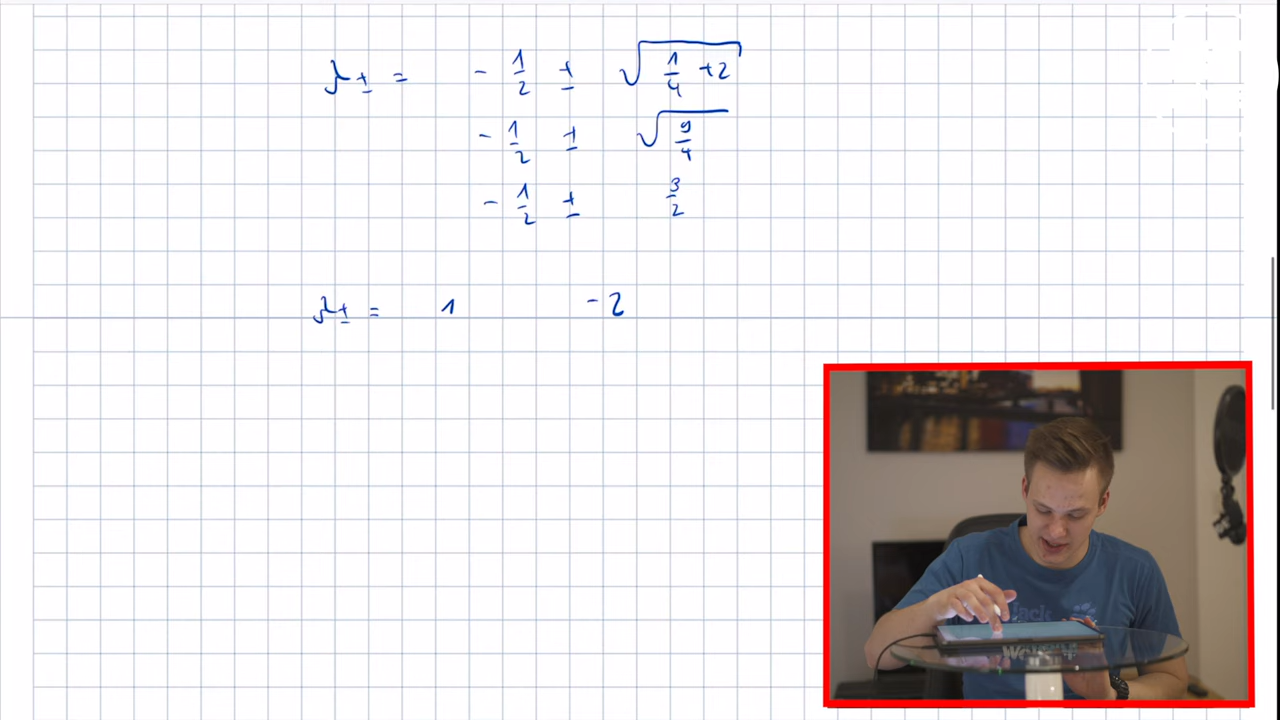 λ± = - 1/2 ± √(1/4 + 2)
- 1/2 ± √(9/4)
- 1/2 ± 3/2
λ± = 1 -2